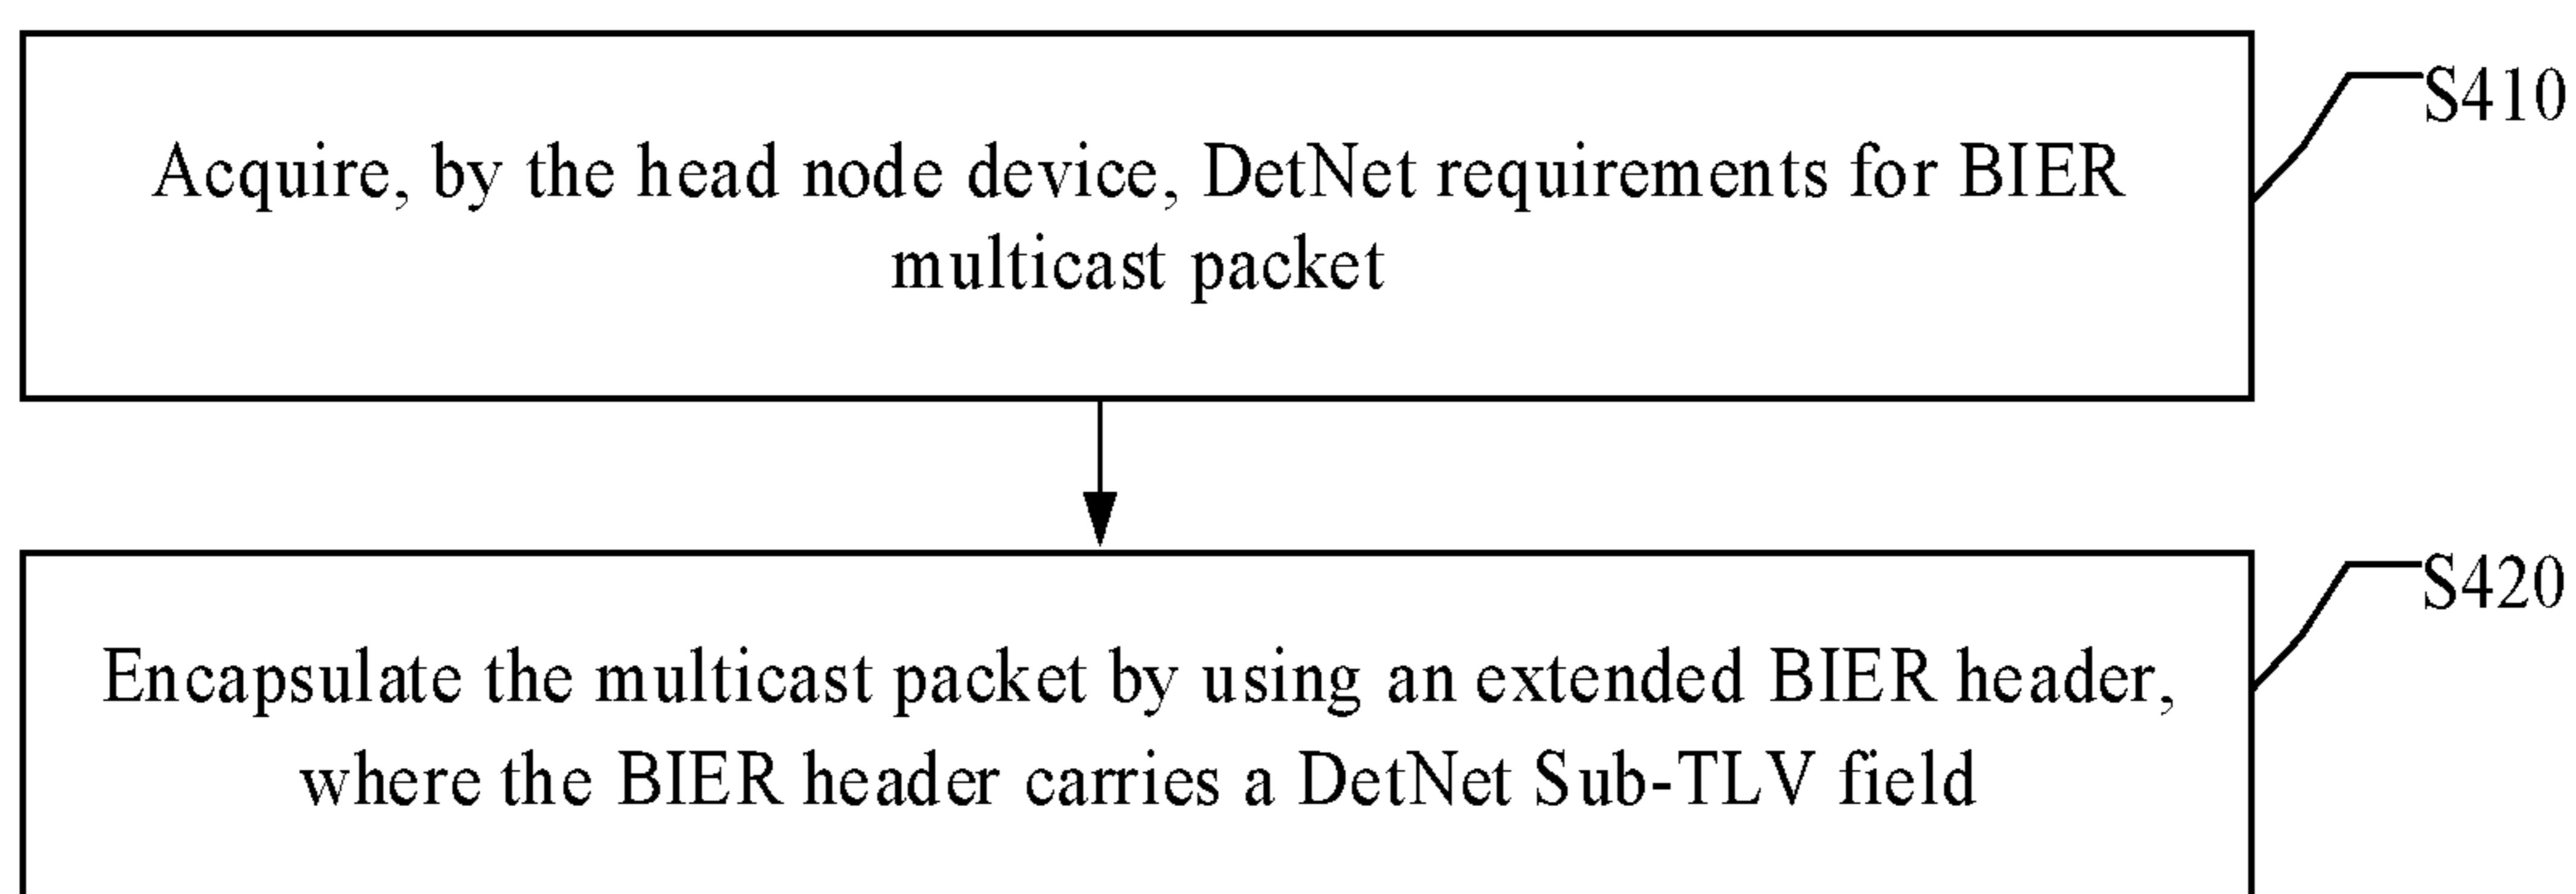 S410
Acquire, by the head node device, DetNet requirements for BIER
multicast packet
S420
Encapsulate the multicast packet by using an extended BIER header,
where the BIER header carries a DetNet Sub-TLV field